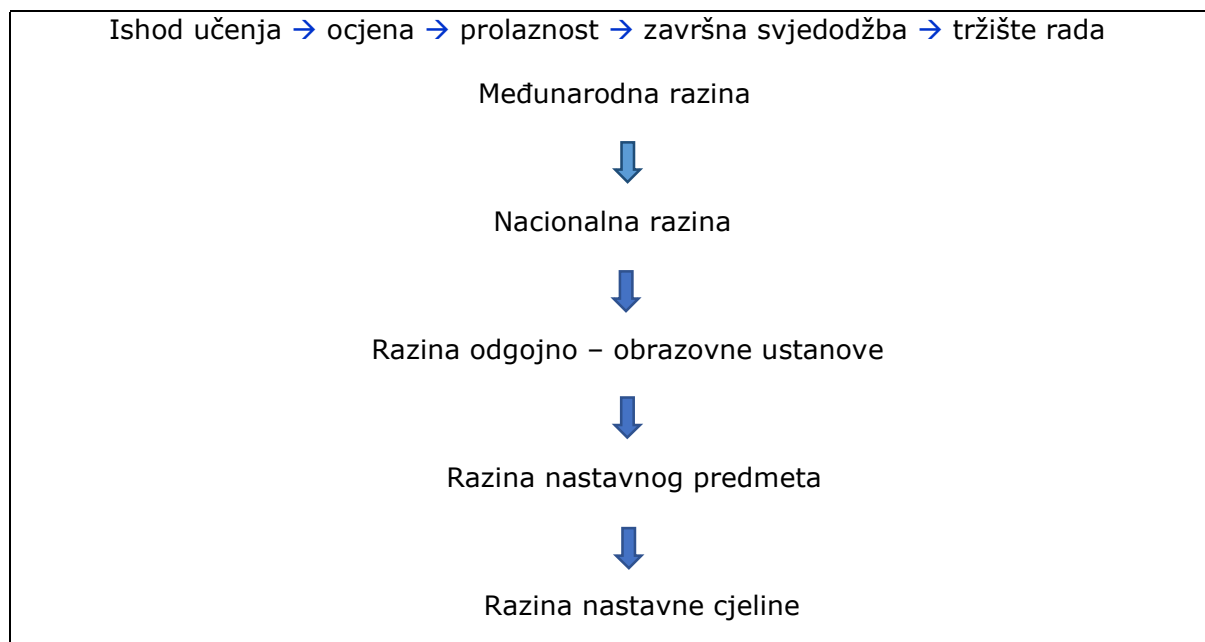 Ishod učenja → ocjena → prolaznost → završna svjedodžba → tržište rada
Međunarodna razina
Nacionalna razina
Razina odgojno – obrazovne ustanove
Razina nastavnog predmeta
Razina nastavne cjeline